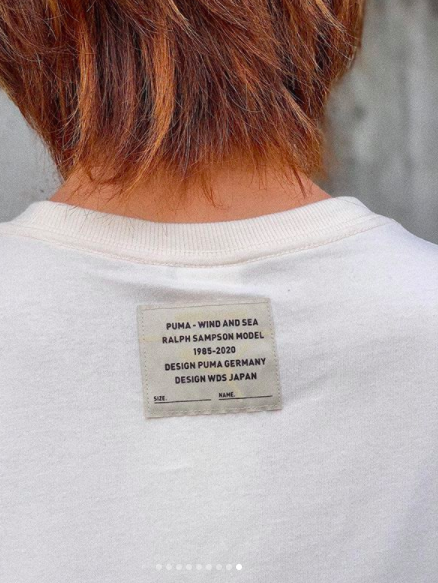 PUMA - WIND AND SEA
RALPH SAMPSON MODEL
1985-2020
DESIGN PUMA GERMANY
DESIGN WDS JAPAN
SIZE. NAME.